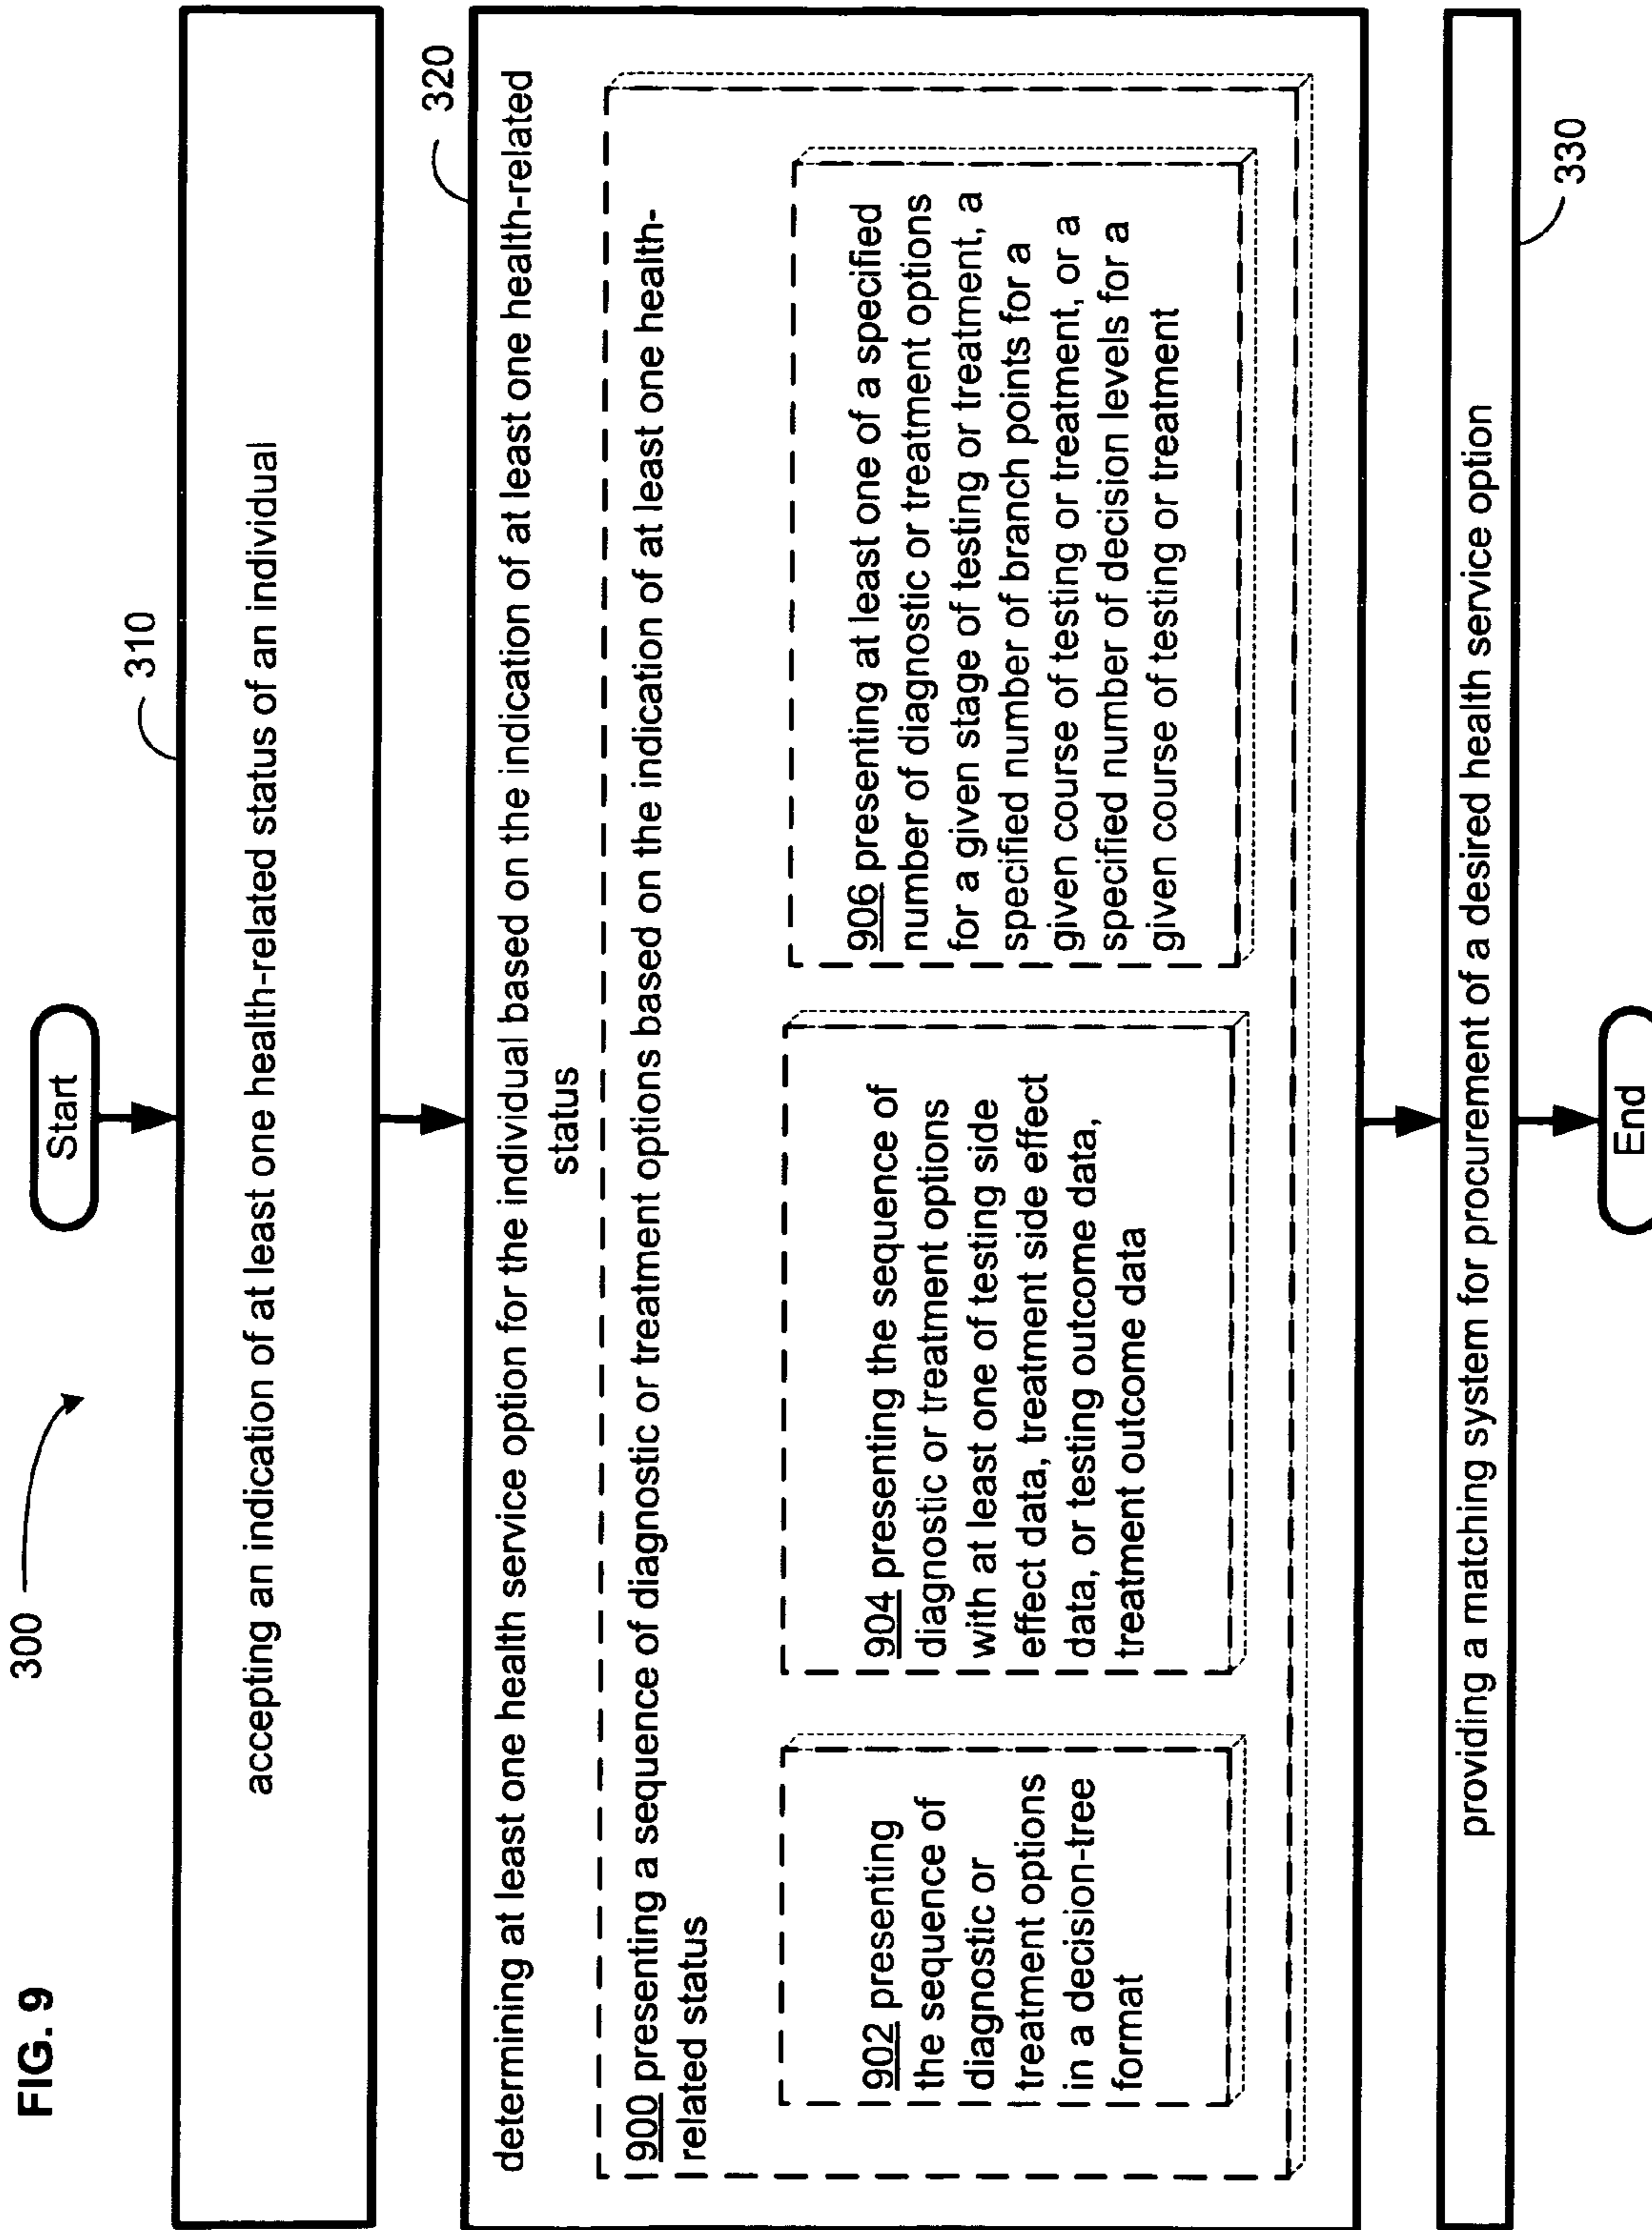 FIG. 9
300
Start
310
accepting an indication of at least one health-related status of an individual
320
determining at least one health service option for the individual based on the indication of at least one health-related
status
900 presenting a sequence of diagnostic or treatment options based on the indication of at least one health-
related status
902 presenting
the sequence of
diagnostic or
treatment options
in a decision-tree
format
904 presenting the sequence of
diagnostic or treatment options
with at least one of testing side
effect data, treatment side effect
data, or testing outcome data,
treatment outcome data
906 presenting at least one of a specified
number of diagnostic or treatment options
for a given stage of testing or treatment, a
specified number of branch points for a
given course of testing or treatment, or a
specified number of decision levels for a
given course of testing or treatment
330
providing a matching system for procurement of a desired health service option
End